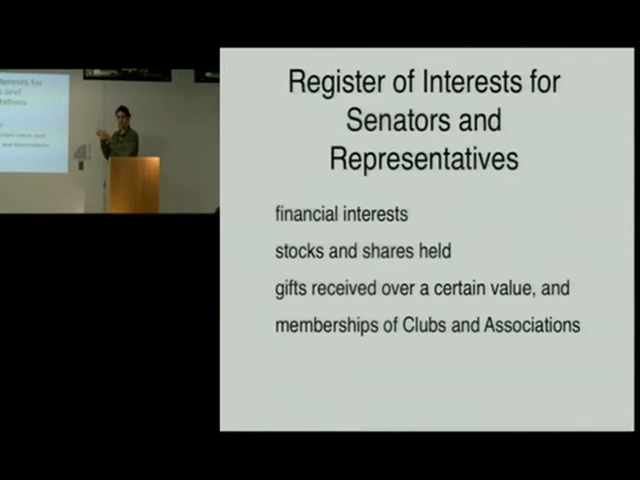 Register of Interests for
Senators and
Representatives
financial interests
stocks and shares held
gifts received over a certain value, and
memberships of Clubs and Associations